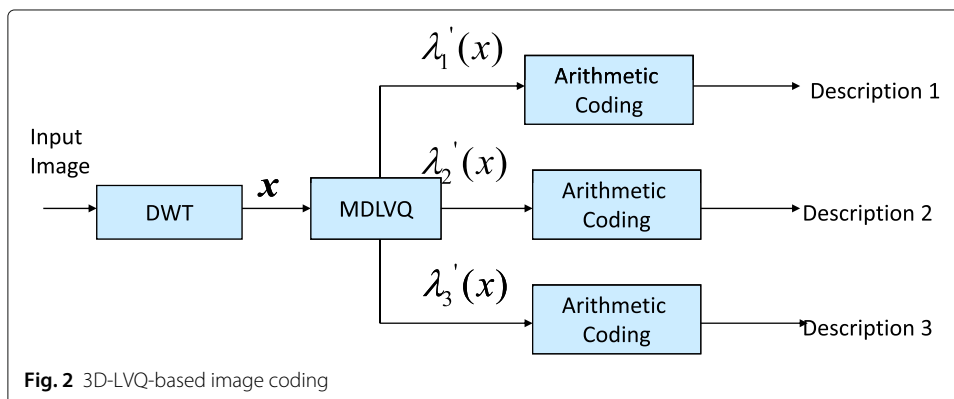 λ₁'(x)
Arithmetic
Coding
Description 1
Input
Image
DWT
x
MDLVQ
λ₂'(x)
Arithmetic
Coding
Description 2
λ₃'(x)
Arithmetic
Coding
Description 3
Fig. 2 3D-LVQ-based image coding